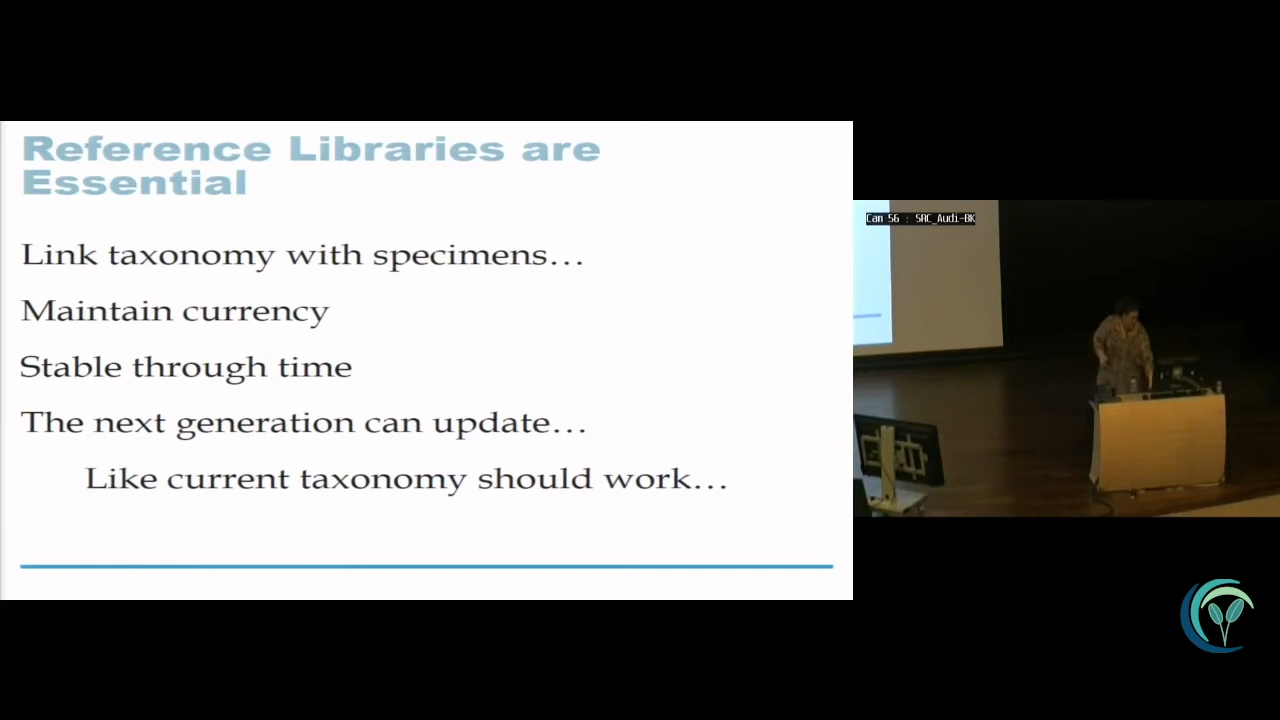 Reference Libraries are
Essential
Link taxonomy with specimens…
Maintain currency
Stable through time
The next generation can update…
Like current taxonomy should work…
Cam 56 : SRC_Audi-BK